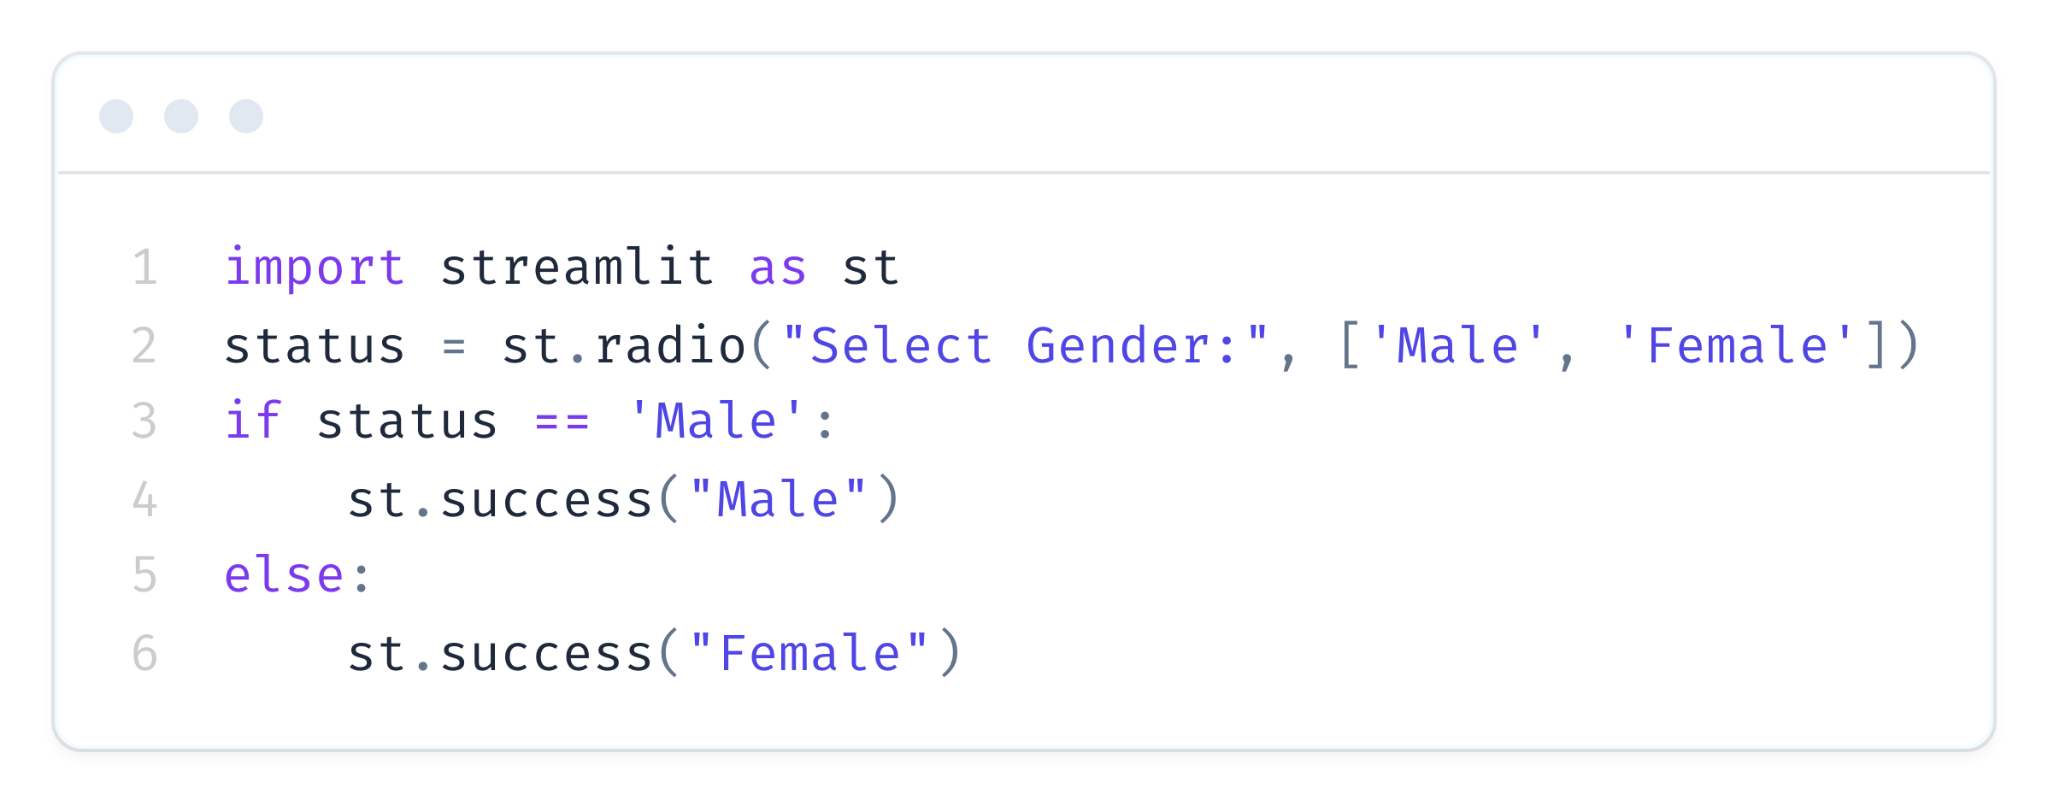 1 import streamlit as st
2 status = st.radio("Select Gender:", ['Male', 'Female'])
3 if status == 'Male':
4     st.success("Male")
5 else:
6     st.success("Female")